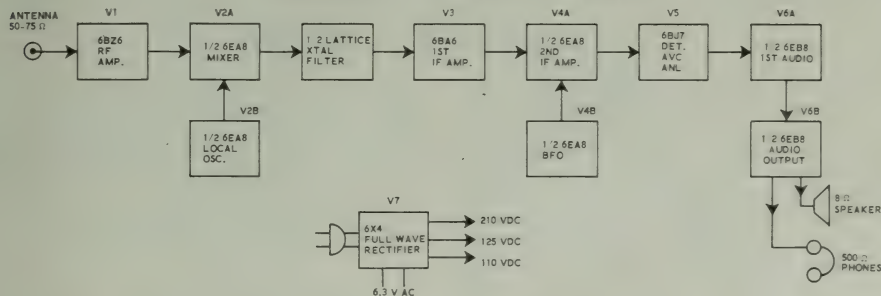 ANTENNA
50-75 Ω
V1
6BZ6
RF
AMP.
V2A
1/2 6EA8
MIXER
V2B
1/2 6EA8
LOCAL
OSC.
1/2 LATTICE
XTAL
FILTER
V3
6BA6
1ST
IF AMP.
V4A
1/2 6EA8
2ND
IF AMP.
V4B
1/2 6EA8
BFO
V5
6BJ7
DET.
AVC
ANL
V6A
1/2 6EB8
1ST AUDIO
V6B
1/2 6EB8
AUDIO
OUTPUT
8 Ω
SPEAKER
500 Ω
PHONES
V7
6X4
FULL WAVE
RECTIFIER
210 VDC
125 VDC
110 VDC
6.3 V AC